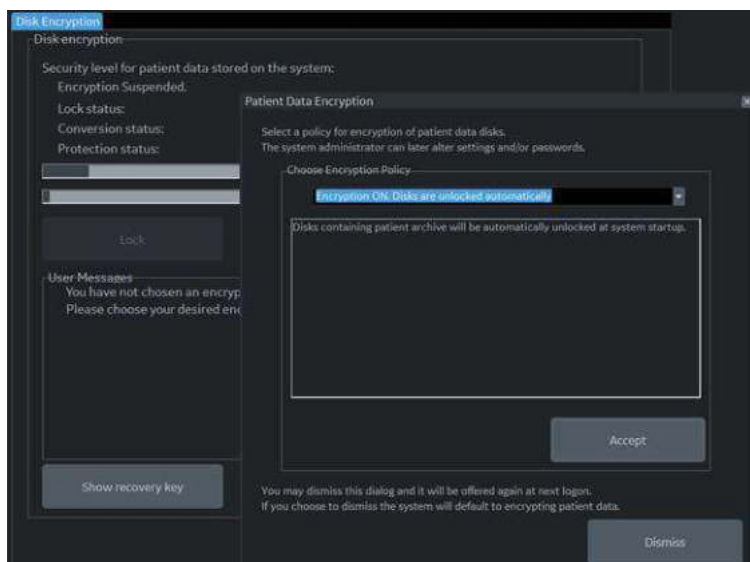 Disk Encryption
Disk encryption
Security level for patient data stored on the system:
Encryption Suspended.
Lock status:
Conversion status:
Protection status:
Lock
User Messages
You have not chosen an encryp
Please choose your desired en
Show recovery key
Patient Data Encryption
Select a policy for encryption of patient data disks.
The system administrator can later alter settings and/or passwords.
Choose Encryption Policy
Encryption ON: Disks are unlocked automatically
Disks containing patient archive will be automatically unlocked at system startup.
Accept
You may dismiss this dialog and it will be offered again at next logon.
If you choose to dismiss the system will default to encrypting patient data.
Dismiss